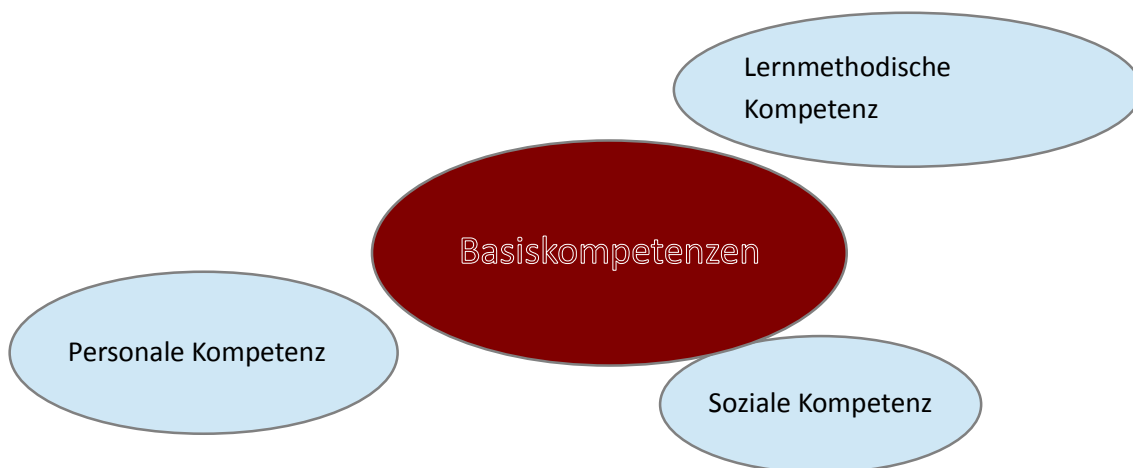 Lernmethodische
Kompetenz
Basiskompetenzen
Personale Kompetenz
Soziale Kompetenz